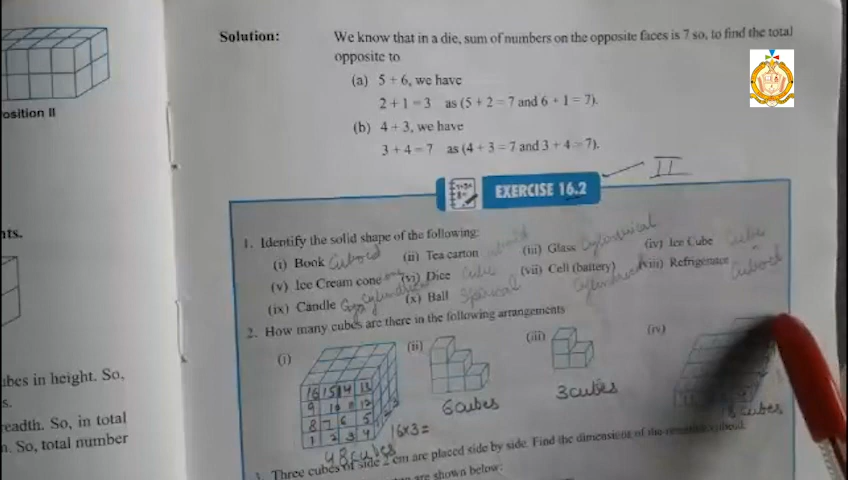 Solution: We know that in a die, sum of numbers on the opposite faces is 7 so, to find the total
opposite to
(a) 5 + 6, we have
2 + 1 = 3 as (5 + 2 = 7 and 6 + 1 = 7).
(b) 4 + 3, we have
3 + 4 = 7 as (4 + 3 = 7 and 3 + 4 = 7).
osition II
II
EXERCISE 16.2
nts.
1. Identify the solid shape of the following:
(i) Book Cuboid (ii) Tea carton (iii) Glass Cylindrical (iv) Ice Cube Cube
(v) Ice Cream cone cone (vi) Dice Cube (vii) Cell (battery) Cylindrical (viii) Refrigerator Cuboid
(ix) Candle Cylindrical (x) Ball Spherical
2. How many cubes are there in the following arrangements
(i) (ii) (iii) (iv)
16 15 14 13
9 10 11 12
8 7 6 5
1 2 3 4
16×3=
48 cubes
6 cubes
3 cubes
cubes
ubes in height. So,
s.
readth. So, in total
n. So, total number
3. Three cubes of side 2 cm are placed side by side. Find the dimension of the
are shown below: